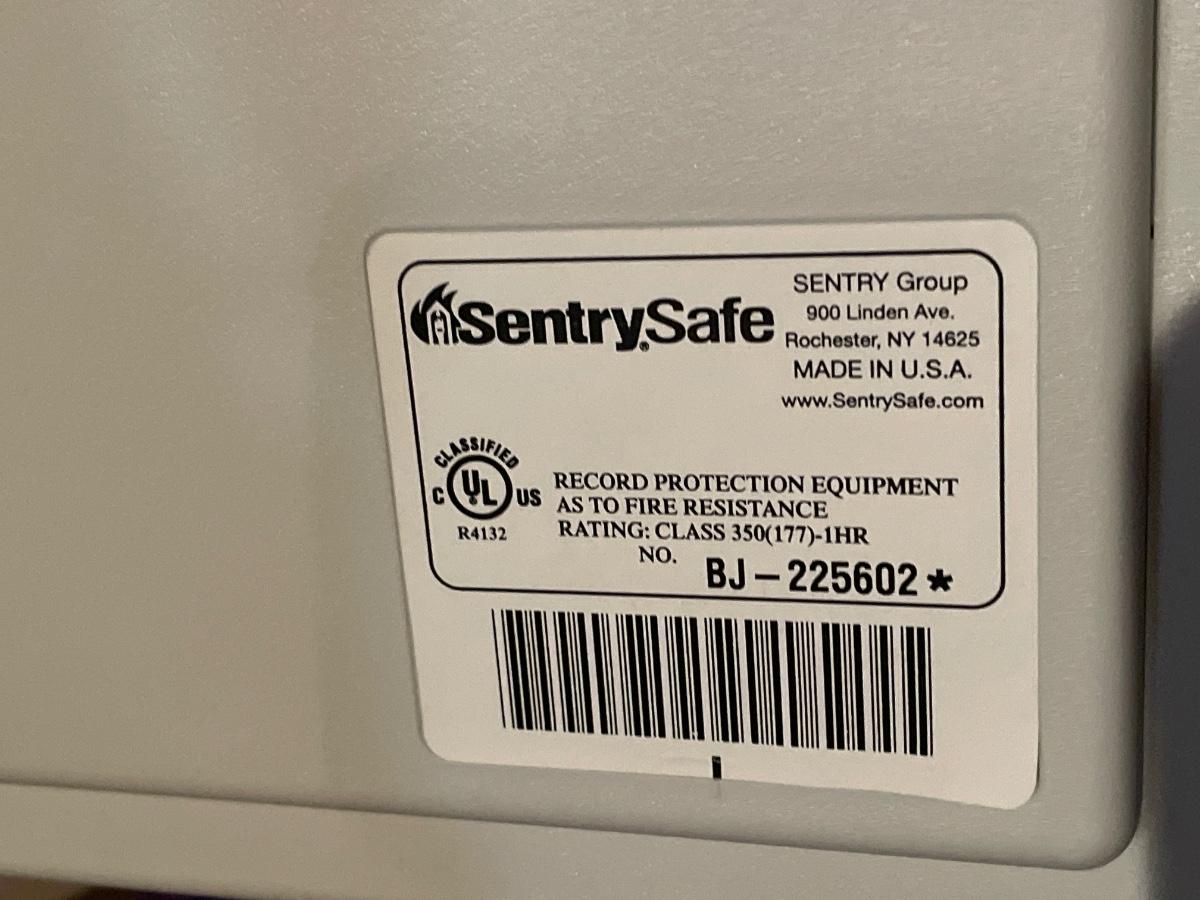 SentrySafe®
SENTRY Group
900 Linden Ave.
Rochester, NY 14625
MADE IN U.S.A.
www.SentrySafe.com
CLASSIFIED
C UL US
R4132
RECORD PROTECTION EQUIPMENT
AS TO FIRE RESISTANCE
RATING: CLASS 350(177)-1HR
NO. BJ – 225602 *